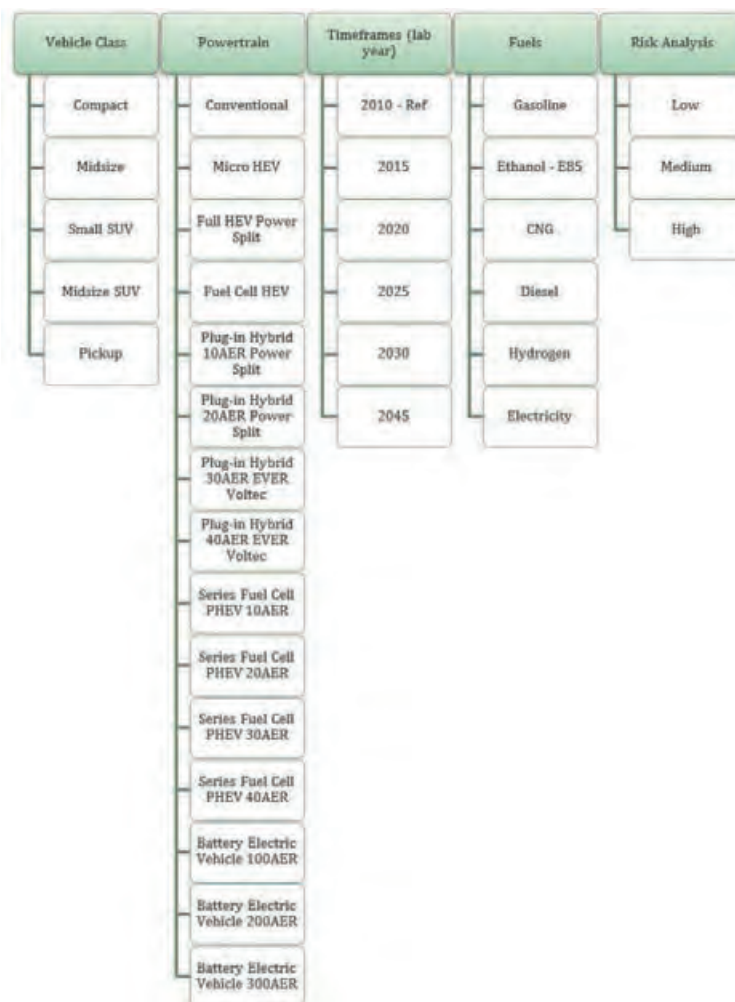 Vehicle Class
Compact
Midsize
Small SUV
Midsize SUV
Pickup
Powertrain
Conventional
Micro HEV
Full HEV Power
Split
Fuel Cell HEV
Plug-in Hybrid
10AER Power
Split
Plug-in Hybrid
20AER Power
Split
Plug-in Hybrid
30AER EVER
Voltec
Plug-in Hybrid
40AER EVER
Voltec
Series Fuel Cell
PHEV 10AER
Series Fuel Cell
PHEV 20AER
Series Fuel Cell
PHEV 30AER
Series Fuel Cell
PHEV 40AER
Battery Electric
Vehicle 100AER
Battery Electric
Vehicle 200AER
Battery Electric
Vehicle 300AER
Timeframes (lab
year)
2010 - Ref
2015
2020
2025
2030
2045
Fuels
Gasoline
Ethanol - E85
CNG
Diesel
Hydrogen
Electricity
Risk Analysis
Low
Medium
High